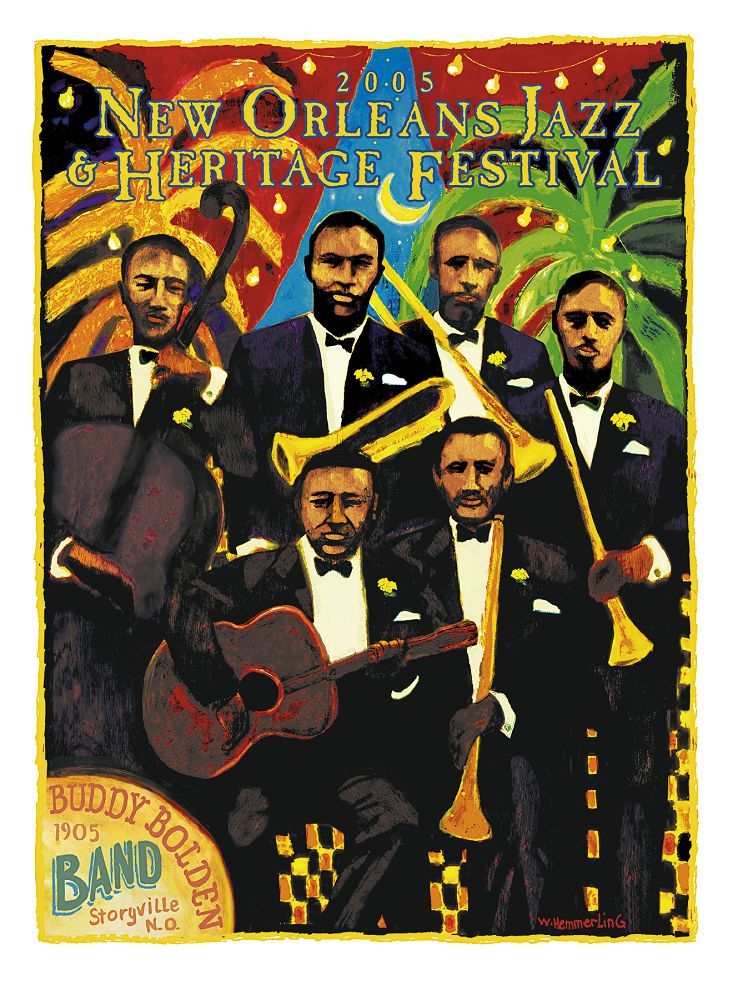 2005
NEW ORLEANS JAZZ
& HERITAGE FESTIVAL
BUDDY BOLDEN
1905
BAND
Storyville
N.O.
W. HemmerLinG